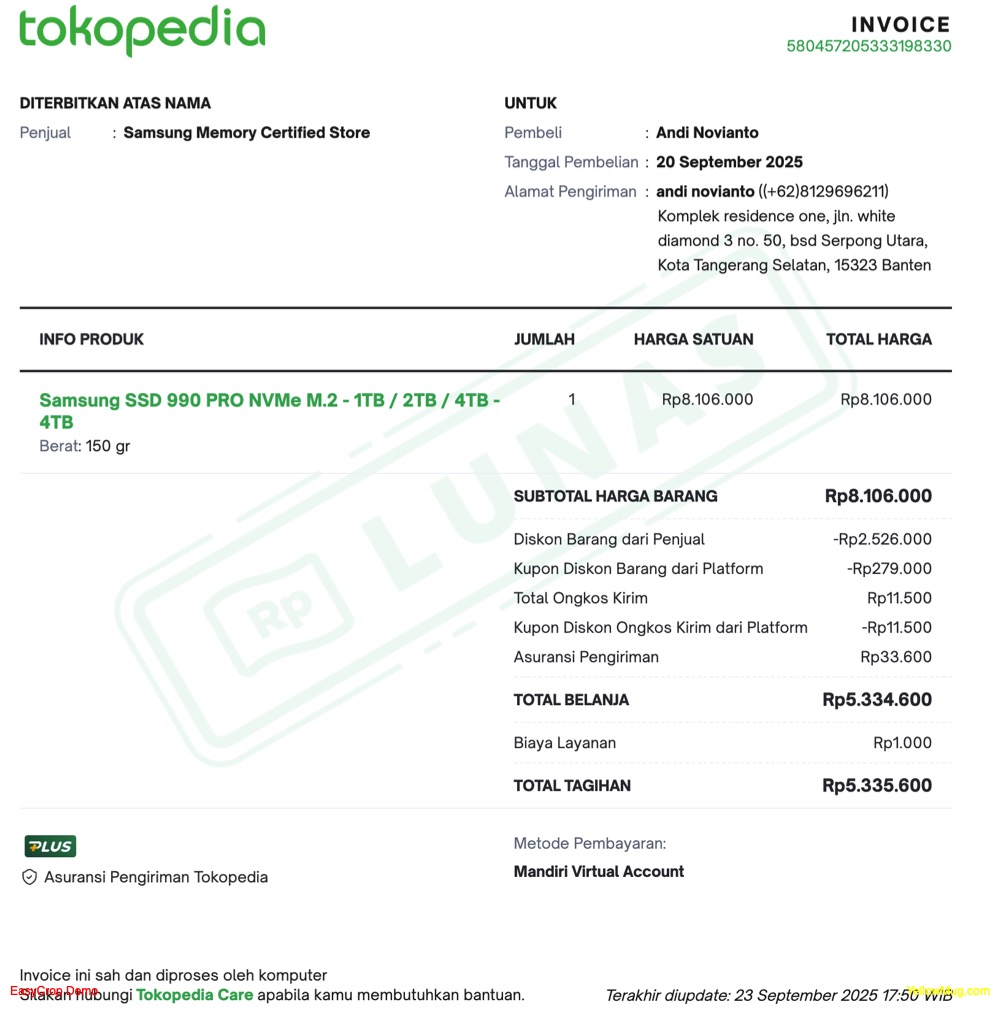 tokopedia
INVOICE
580457205333198330
DITERBITKAN ATAS NAMA
Penjual : Samsung Memory Certified Store
UNTUK
Pembeli : Andi Novianto
Tanggal Pembelian : 20 September 2025
Alamat Pengiriman : andi novianto ((+62)8129696211)
Komplek residence one, jln. white
diamond 3 no. 50, bsd Serpong Utara,
Kota Tangerang Selatan, 15323 Banten
INFO PRODUK JUMLAH HARGA SATUAN TOTAL HARGA
Samsung SSD 990 PRO NVMe M.2 - 1TB / 2TB / 4TB - 1 Rp8.106.000 Rp8.106.000
4TB
Berat: 150 gr
Rp LUNAS
SUBTOTAL HARGA BARANG Rp8.106.000
Diskon Barang dari Penjual -Rp2.526.000
Kupon Diskon Barang dari Platform -Rp279.000
Total Ongkos Kirim Rp11.500
Kupon Diskon Ongkos Kirim dari Platform -Rp11.500
Asuransi Pengiriman Rp33.600
TOTAL BELANJA Rp5.334.600
Biaya Layanan Rp1.000
TOTAL TAGIHAN Rp5.335.600
PLUS
Asuransi Pengiriman Tokopedia
Metode Pembayaran:
Mandiri Virtual Account
Invoice ini sah dan diproses oleh komputer
EasyCrop Demo
Silakan hubungi Tokopedia Care apabila kamu membutuhkan bantuan.
Terakhir diupdate: 23 September 2025 17:50 WIB